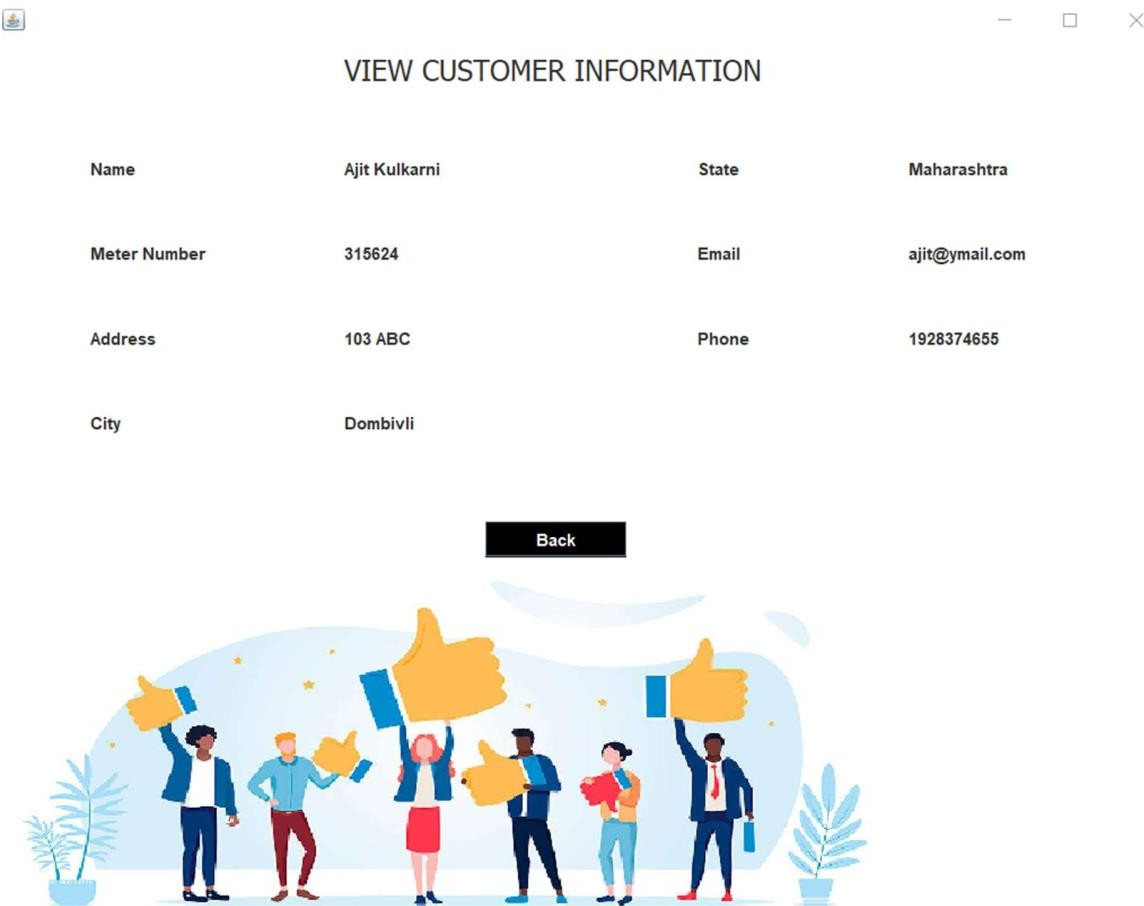 VIEW CUSTOMER INFORMATION
Name Ajit Kulkarni State Maharashtra
Meter Number 315624 Email ajit@ymail.com
Address 103 ABC Phone 1928374655
City Dombivli
Back